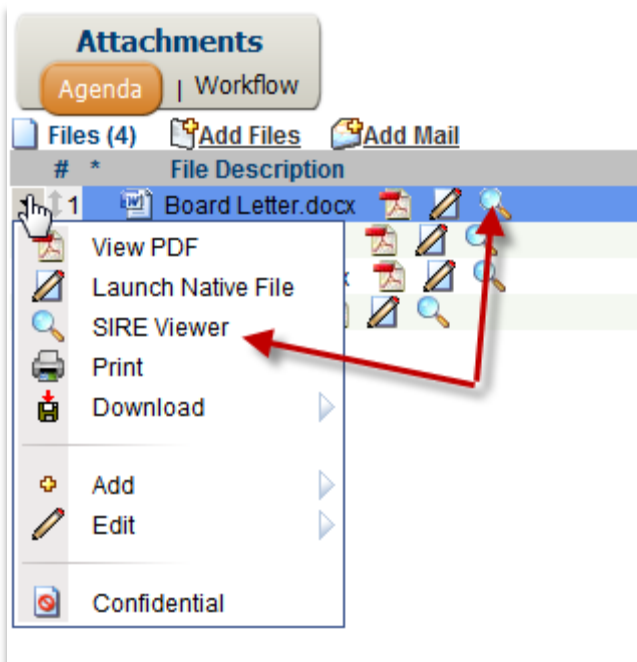 Attachments
Agenda | Workflow
Files (4) Add Files Add Mail
# * File Description
1 Board Letter.docx
View PDF
Launch Native File
SIRE Viewer
Print
Download
Add
Edit
Confidential